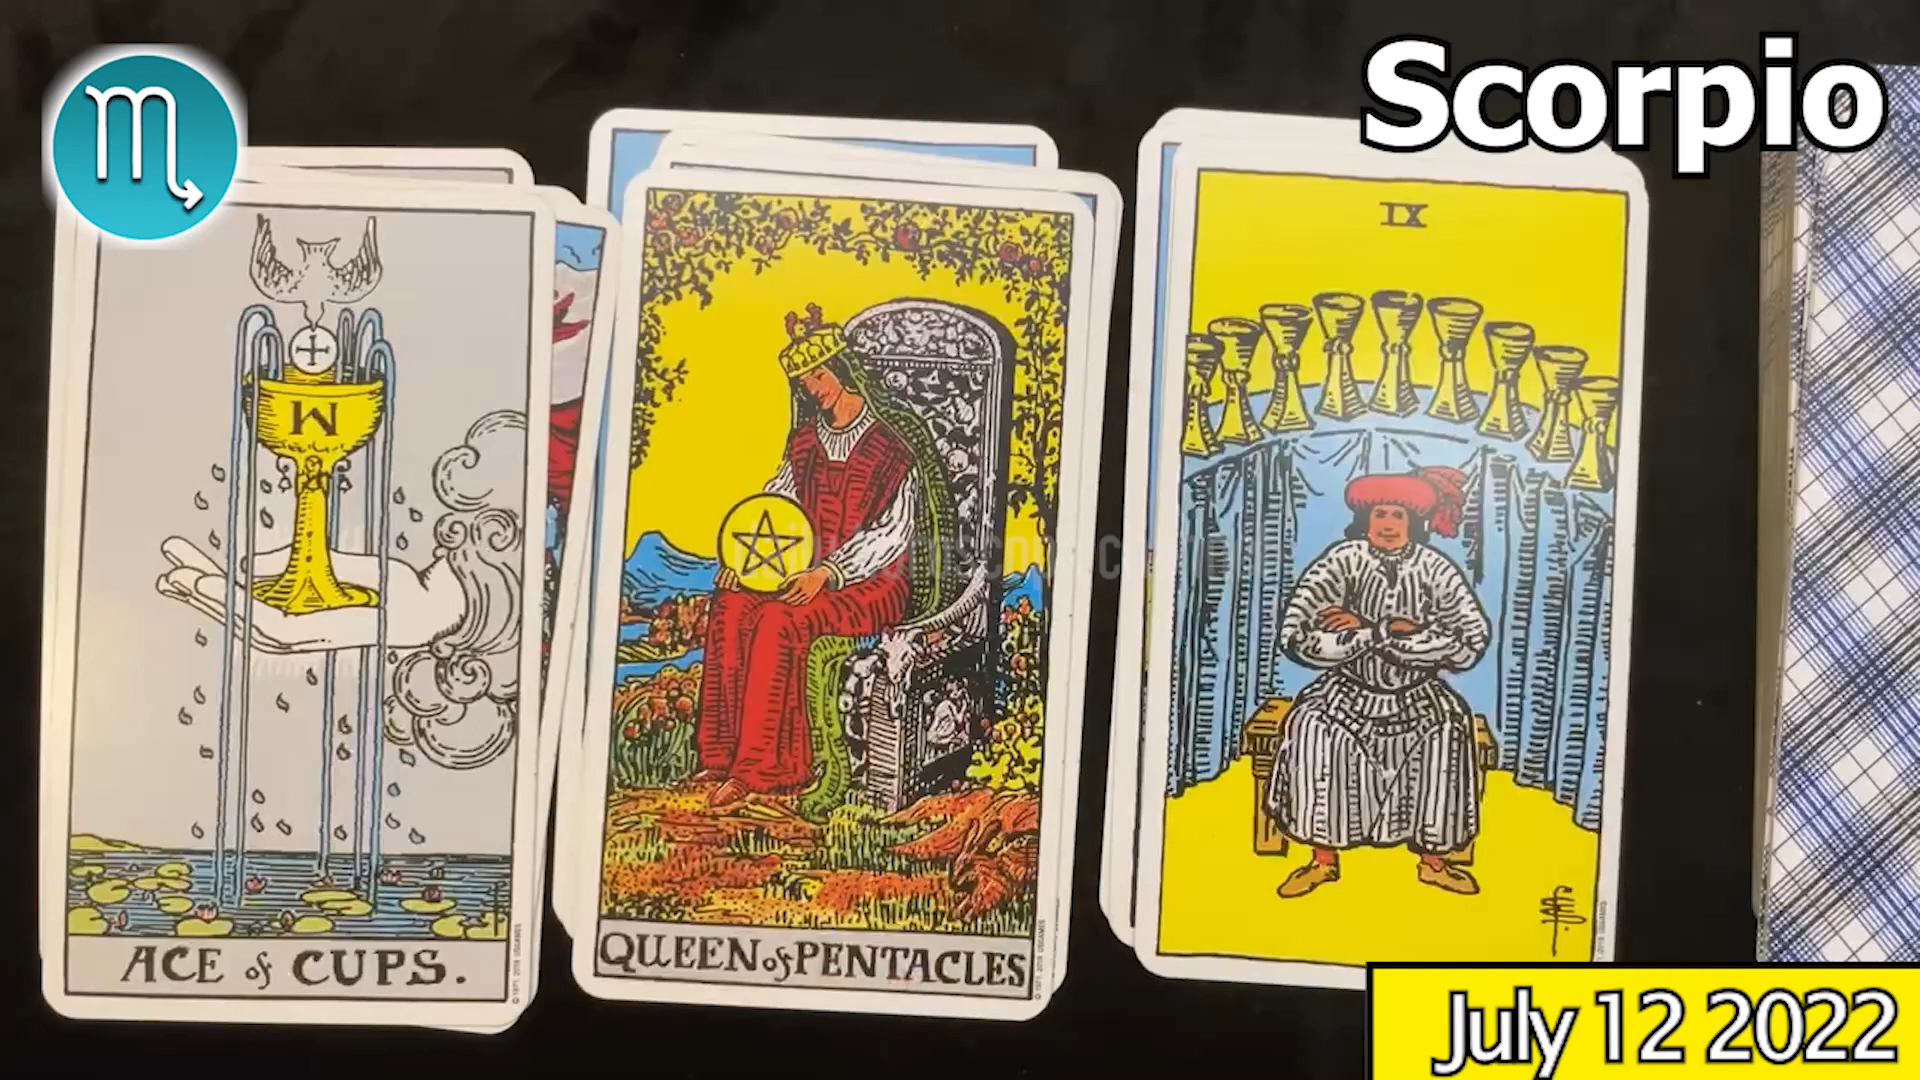 Scorpio
IX
W
ACE of CUPS.
QUEEN of PENTACLES
July 12 2022